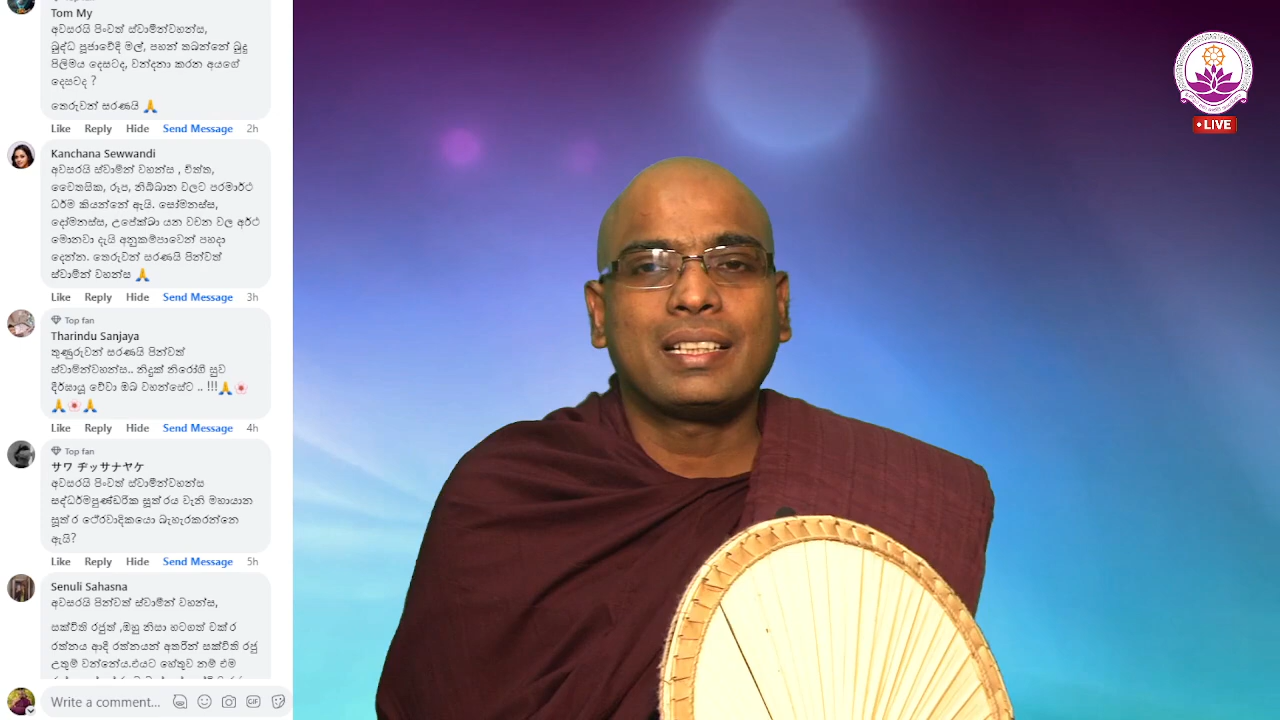 Tom My
අවසරයි පිංවත් ස්වාමීන්වහන්ස,
බුද්ධ පූජාවේදී මල්, පහන් තබන්නේ බුදු
පිලිමය දෙසටද, වන්දනා කරන අයගේ
දෙසටද ?
තෙරුවන් සරණයි 🙏
Like Reply Hide Send Message 2h
Kanchana Sewwandi
අවසරයි ස්වාමීන් වහන්ස , චිත්ත,
චෛතසික, රූප, නිබ්බාන වලට පරමාර්ථ
ධර්ම කියන්නේ ඇයි. සෝමනස්ස,
දෝමනස්ස, උපේක්ඛා යන වචන වල අර්ථ
මොනවා දැයි අනුකම්පාවෙන් පහදා
දෙන්න. තෙරුවන් සරණයි පින්වත්
ස්වාමින් වහන්ස 🙏
Like Reply Hide Send Message 3h
Top fan
Tharindu Sanjaya
තුණුරුවන් සරණයි පින්වත්
ස්වාමින්වහන්ස.. නිදුක් නිරෝගී සුව
දීර්ඝායූ වේවා ඔබ වහන්සේට .. !!!🙏🌸
🙏🌸🙏
Like Reply Hide Send Message 4h
Top fan
サワ ヂッサナヤケ
අවසරයි පිංවත් ස්වාමීන්වහන්ස
සද්ධර්මපුණ්ඩරික සූත්‍රය වැනි මහායාන
සූත්‍ර ථේරවාදිකයො බැහැරකරන්නෙ
ඇයි?
Like Reply Hide Send Message 5h
Senuli Sahasna
අවසරයි පින්වත් ස්වාමීන් වහන්ස,
සක්විති රජුත් ,ඔහු නිසා හටගත් චක්‍ර
රත්නය ආදී රත්නයන් අතරින් සක්විති රජු
උතුම් වන්නේය.එයට හේතුව නම් එම
Write a comment...
GIF
LIVE